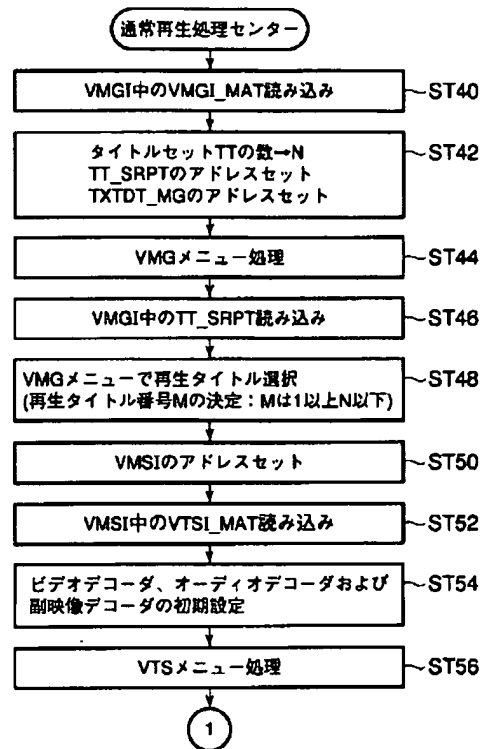 通常再生処理センター
VMGI中のVMGI_MAT読み込み
ST40
タイトルセットTTの数→N
TT_SRPTのアドレスセット
TXTDT_MGのアドレスセット
ST42
VMGメニュー処理
ST44
VMGI中のTT_SRPT読み込み
ST46
VMGメニューで再生タイトル選択
(再生タイトル番号Mの決定：Mは1以上N以下)
ST48
VMSIのアドレスセット
ST50
VMSI中のVTSI_MAT読み込み
ST52
ビデオデコーダ、オーディオデコーダおよび
副映像デコーダの初期設定
ST54
VTSメニュー処理
ST56
1